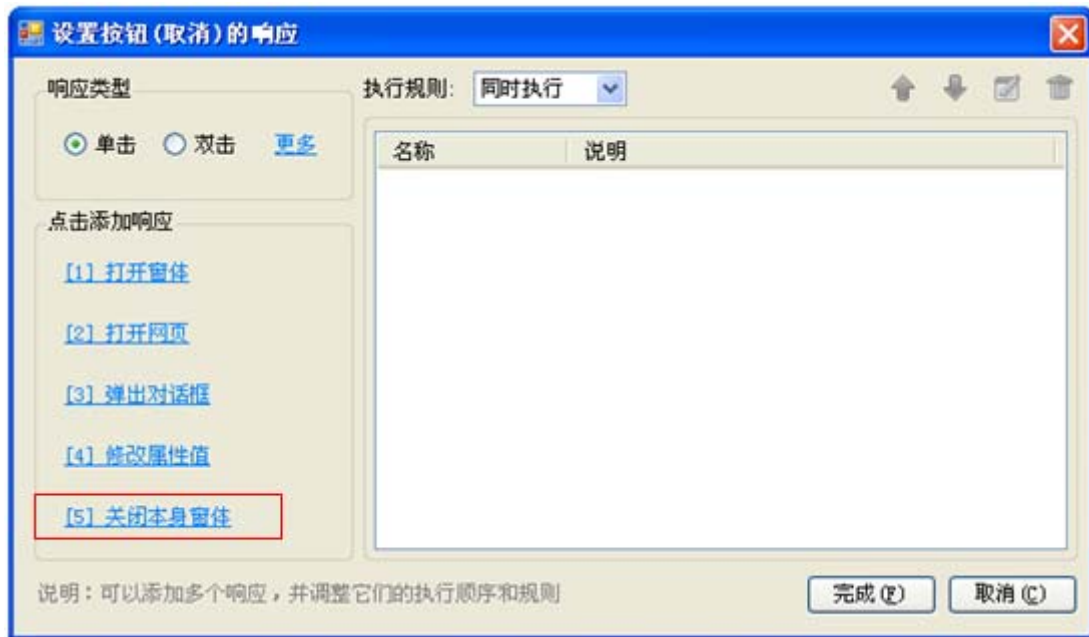 设置按钮(取消)的响应
响应类型
单击 双击 更多
点击添加响应
[1] 打开窗体
[2] 打开网页
[3] 弹出对话框
[4] 修改属性值
[5] 关闭本身窗体
执行规则: 同时执行
名称 说明
说明：可以添加多个响应，并调整它们的执行顺序和规则
完成(F) 取消(C)